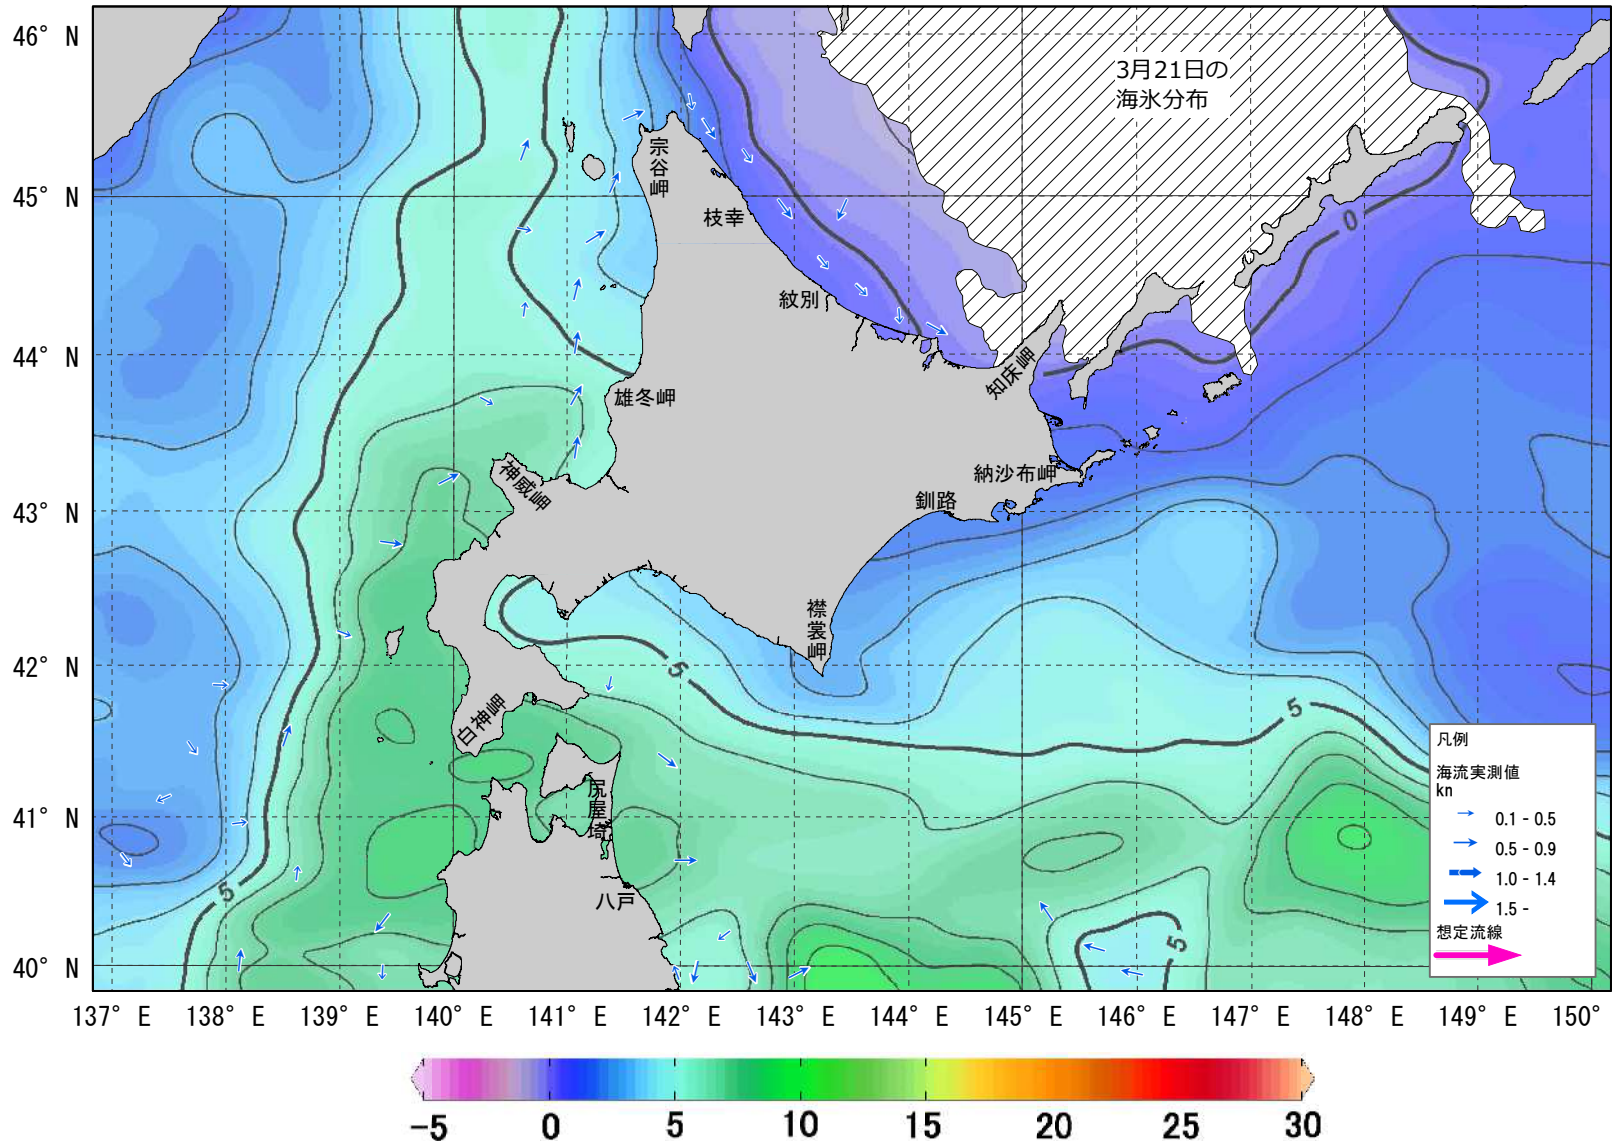 46° N
3月21日の
海氷分布
宗谷岬
45° N
枝幸
0
紋別
44° N
知床岬
雄冬岬
神威岬
納沙布岬
釧路
43° N
襟裳岬
42° N
5
白神岬
5
凡例
海流実測値
kn
尻屋埼
41° N
0.1 - 0.5
0.5 - 0.9
5
八戸
1.0 - 1.4
1.5 -
5
想定流線
40° N
137° E 138° E 139° E 140° E 141° E 142° E 143° E 144° E 145° E 146° E 147° E 148° E 149° E 150°
-5 0 5 10 15 20 25 30